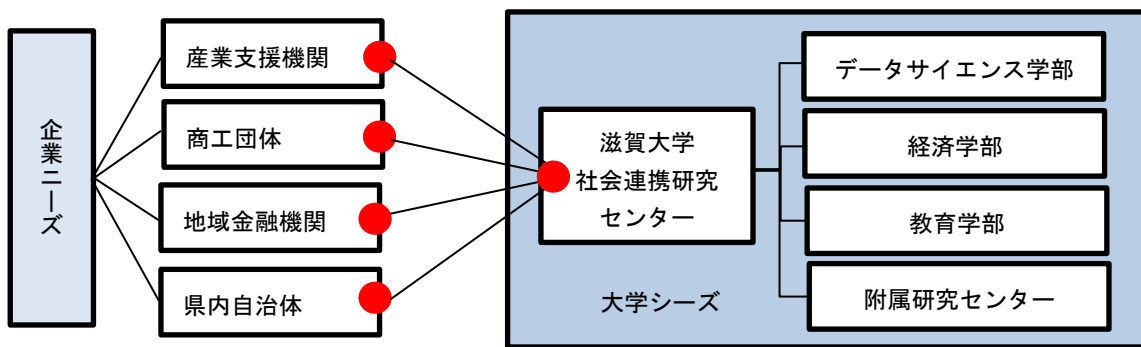 企業ニーズ
産業支援機関
商工団体
地域金融機関
県内自治体
滋賀大学
社会連携研究
センター
大学シーズ
データサイエンス学部
経済学部
教育学部
附属研究センター